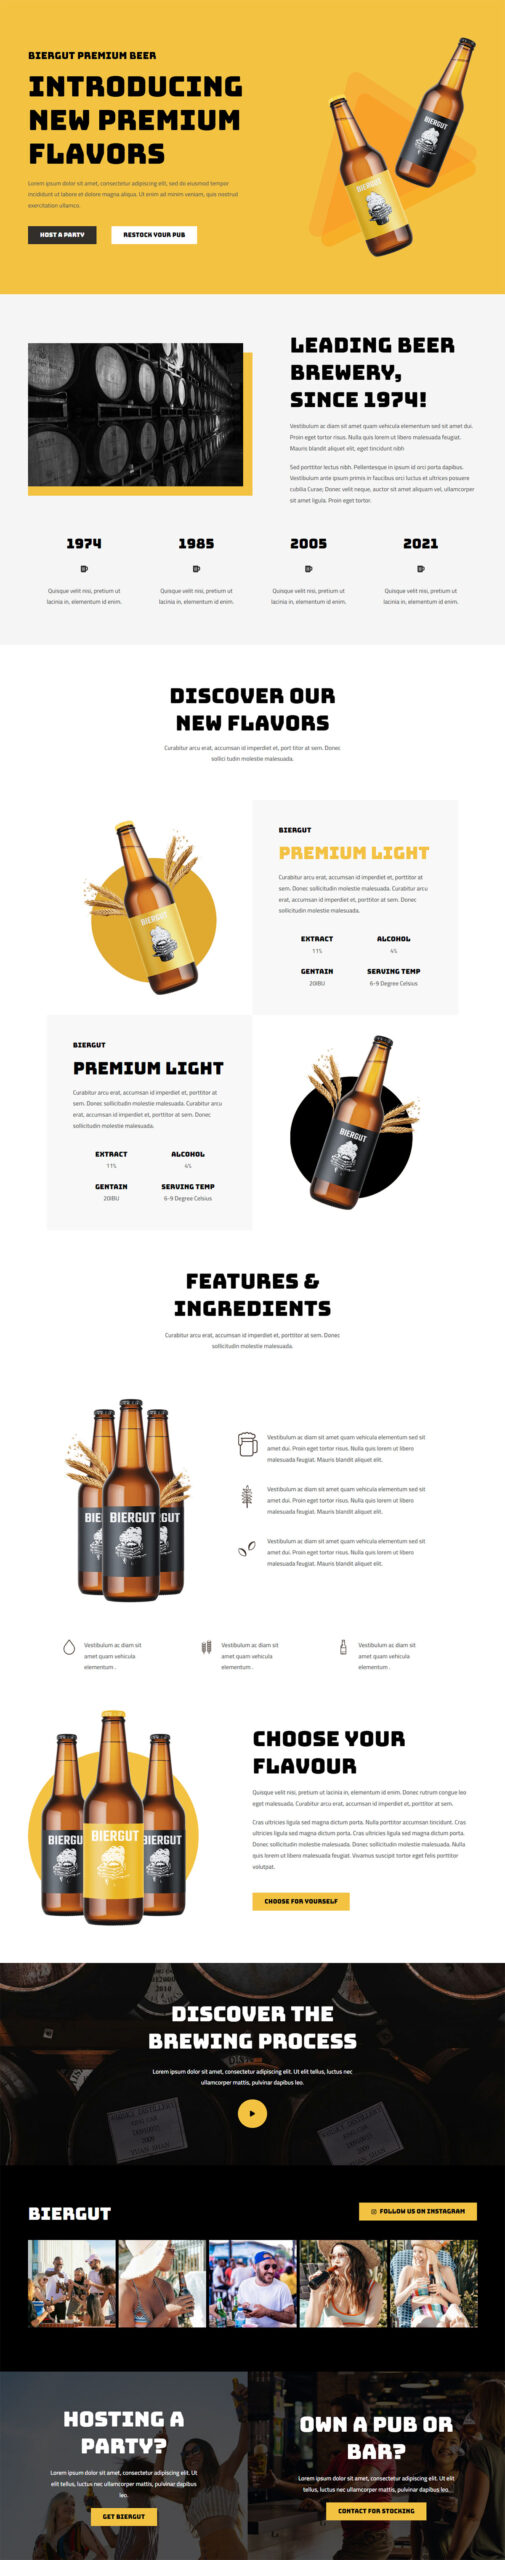 BIERGUT PREMIUM BEER
INTRODUCING
NEW PREMIUM
FLAVORS
Lorem ipsum dolor sit amet, consectetur adipiscing elit, sed do eiusmod tempor
incididunt ut labore et dolore magna aliqua. Ut enim ad minim veniam, quis nostrud
exercitation ullamco.
HOST A PARTY
RESTOCK YOUR PUB
BIERGUT
BIERGUT
LEADING BEER
BREWERY,
SINCE 1974!
Vestibulum ac diam sit amet quam vehicula elementum sed sit amet dui.
Proin eget tortor risus. Nulla quis lorem ut libero malesuada feugiat.
Mauris blandit aliquet elit, eget tincidunt nibh
Sed porttitor lectus nibh. Pellentesque in ipsum id orci porta dapibus.
Vestibulum ante ipsum primis in faucibus orci luctus et ultrices posuere
cubilia Curae; Donec velit neque, auctor sit amet aliquam vel, ullamcorper
sit amet ligula. Proin eget tortor.
1974
1985
2005
2021
Quisque velit nisi, pretium ut
lacinia in, elementum id enim.
Quisque velit nisi, pretium ut
lacinia in, elementum id enim.
Quisque velit nisi, pretium ut
lacinia in, elementum id enim.
Quisque velit nisi, pretium ut
lacinia in, elementum id enim.
DISCOVER OUR
NEW FLAVORS
Curabitur arcu erat, accumsan id imperdiet et, port titor at sem. Donec
sollici tudin molestie malesuada.
BIERGUT
BIERGUT
PREMIUM LIGHT
Curabitur arcu erat, accumsan id imperdiet et, porttitor at
sem. Donec sollicitudin molestie malesuada. Curabitur arcu
erat, accumsan id imperdiet et, porttitor at sem. Donec
sollicitudin molestie malesuada.
EXTRACT
11%
ALCOHOL
4%
GENTAIN
20IBU
SERVING TEMP
6-9 Degree Celsius
BIERGUT
PREMIUM LIGHT
Curabitur arcu erat, accumsan id imperdiet et, porttitor at
sem. Donec sollicitudin molestie malesuada. Curabitur arcu
erat, accumsan id imperdiet et, porttitor at sem. Donec
sollicitudin molestie malesuada.
EXTRACT
11%
ALCOHOL
4%
GENTAIN
20IBU
SERVING TEMP
6-9 Degree Celsius
BIERGUT
FEATURES &
INGREDIENTS
Curabitur arcu erat, accumsan id imperdiet et, porttitor at sem. Donec
sollicitudin molestie malesuada.
BIERGUT
Vestibulum ac diam sit amet quam vehicula elementum sed sit
amet dui. Proin eget tortor risus. Nulla quis lorem ut libero
malesuada feugiat. Mauris blandit aliquet elit.
Vestibulum ac diam sit amet quam vehicula elementum sed sit
amet dui. Proin eget tortor risus. Nulla quis lorem ut libero
malesuada feugiat. Mauris blandit aliquet elit.
Vestibulum ac diam sit amet quam vehicula elementum sed sit
amet dui. Proin eget tortor risus. Nulla quis lorem ut libero
malesuada feugiat. Mauris blandit aliquet elit.
Vestibulum ac diam sit
amet quam vehicula
elementum .
Vestibulum ac diam sit
amet quam vehicula
elementum .
Vestibulum ac diam sit
amet quam vehicula
elementum .
BIERGUT
CHOOSE YOUR
FLAVOUR
Quisque velit nisi, pretium ut lacinia in, elementum id enim. Donec rutrum congue leo
eget malesuada. Curabitur arcu erat, accumsan id imperdiet et, porttitor at sem.
Cras ultricies ligula sed magna dictum porta. Nulla porttitor accumsan tincidunt. Cras
ultricies ligula sed magna dictum porta. Cras ultricies ligula sed magna dictum porta.
Donec sollicitudin molestie malesuada. Donec sollicitudin molestie malesuada. Nulla
quis lorem ut libero malesuada feugiat. Vivamus suscipit tortor eget felis porttitor
volutpat.
CHOOSE FOR YOURSELF
DISCOVER THE
BREWING PROCESS
Lorem ipsum dolor sit amet, consectetur adipiscing elit. Ut elit tellus, luctus nec
ullamcorper mattis, pulvinar dapibus leo.
BIERGUT
FOLLOW US ON INSTAGRAM
HOSTING A
PARTY?
Lorem ipsum dolor sit amet, consectetur adipiscing elit. Ut
elit tellus, luctus nec ullamcorper mattis, pulvinar dapibus
leo.
GET BIERGUT
OWN A PUB OR
BAR?
Lorem ipsum dolor sit amet, consectetur adipiscing elit. Ut elit
tellus, luctus nec ullamcorper mattis, pulvinar dapibus leo.
CONTACT FOR STOCKING